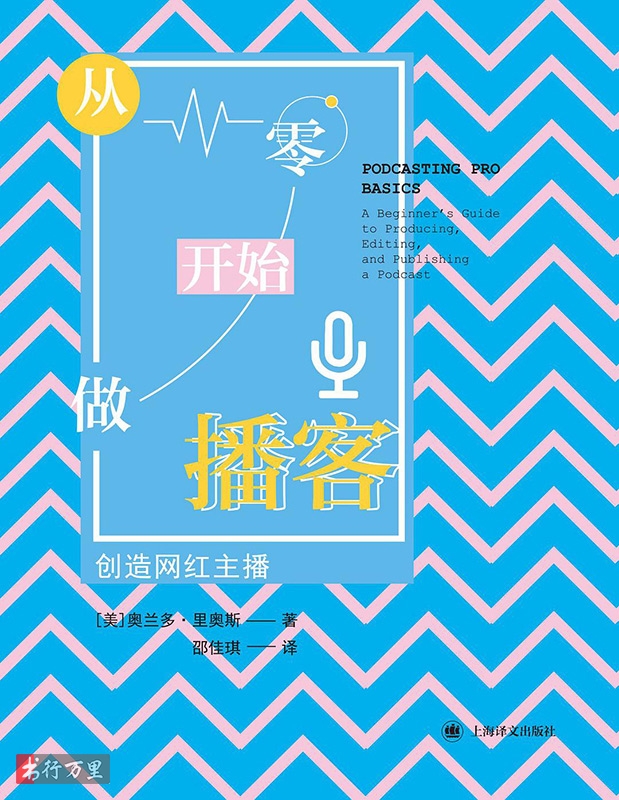 从
零
开始
做
播客
PODCASTING PRO
BASICS
A Beginner's Guide
to Producing,
Editing,
and Publishing
a Podcast
创造网红主播
[美]奥兰多·里奥斯——著
邵佳琪——译
上海译文出版社
书行万里